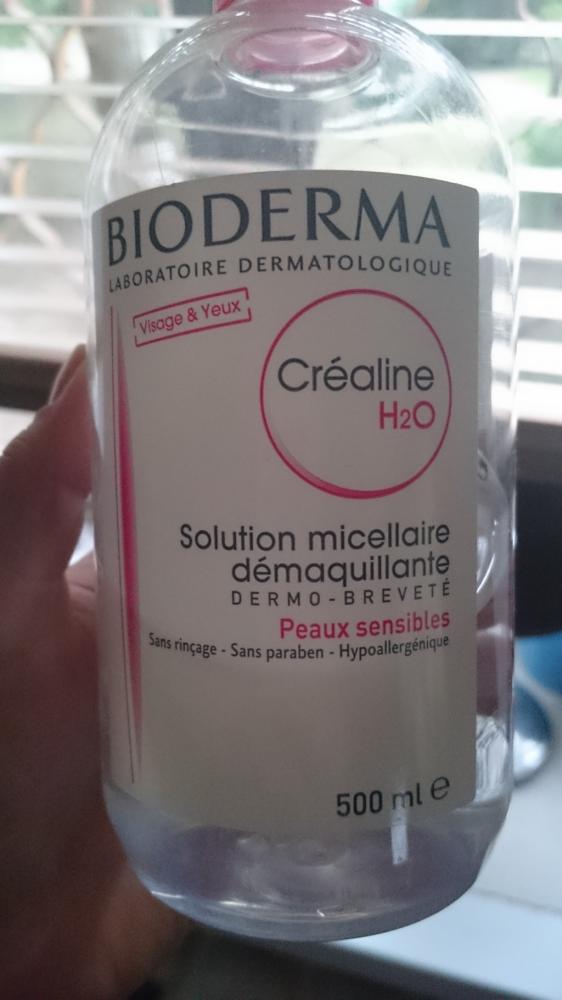 BIODERMA
LABORATOIRE DERMATOLOGIQUE
Visage & Yeux
Créaline
H2O
Solution micellaire
démaquillante
DERMO-BREVETÉ
Peaux sensibles
Sans rinçage - Sans paraben - Hypoallergénique
500 ml e